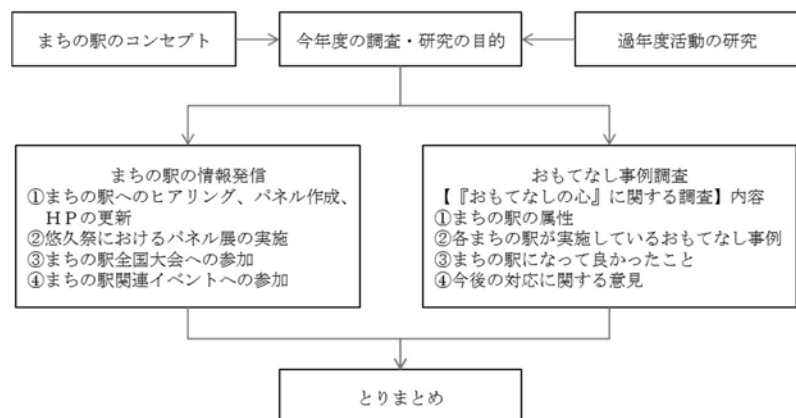 まちの駅のコンセプト
今年度の調査・研究の目的
過年度活動の研究
まちの駅の情報発信
①まちの駅へのヒアリング、パネル作成、
ＨＰの更新
②悠久祭におけるパネル展の実施
③まちの駅全国大会への参加
④まちの駅関連イベントへの参加
おもてなし事例調査
【『おもてなしの心』に関する調査】内容
①まちの駅の属性
②各まちの駅が実施しているおもてなし事例
③まちの駅になって良かったこと
④今後の対応に関する意見
とりまとめ